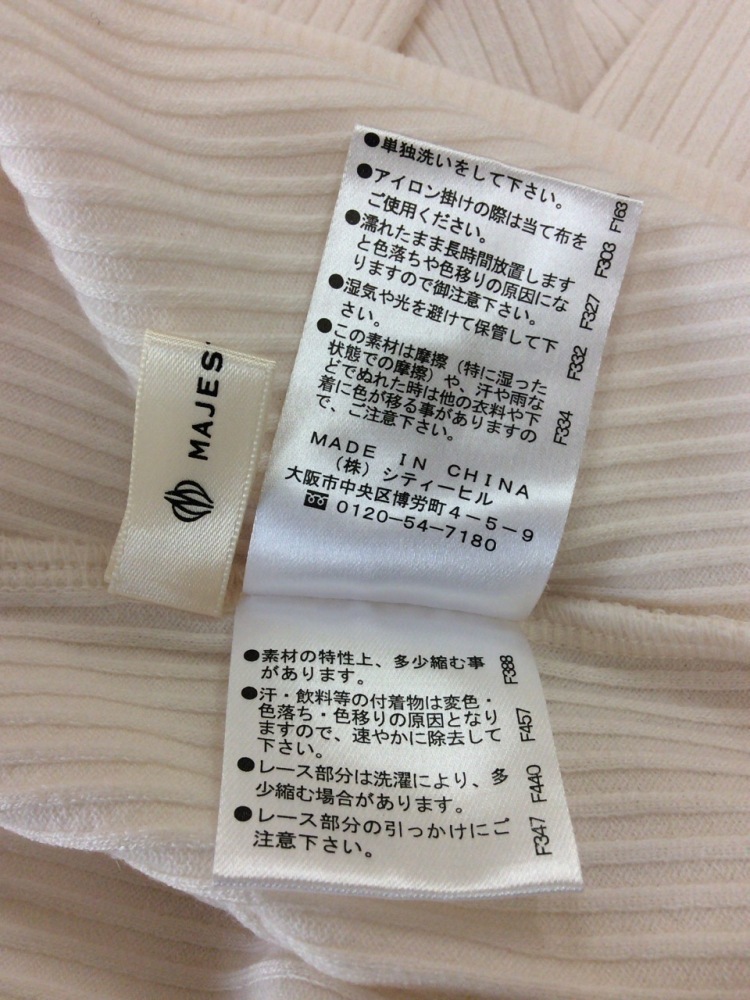 ●単独洗いをして下さい。
●アイロン掛けの際は当て布を
ご使用ください。
●濡れたまま長時間放置します
と色落ちや色移りの原因にな
りますので御注意下さい。
●湿気や光を避けて保管して下
さい。
●この素材は摩擦（特に湿った
状態での摩擦）や、汗や雨な
どでぬれた時は他の衣料や下
着に色が移る事がありますの
で、ご注意下さい。
F163
F303
F327
F332
F334
MADE IN CHINA
（株）シティーヒル
大阪市中央区博労町4－5－9
0120−54−7180
MAJES
●素材の特性上、多少縮む事
があります。
●汗・飲料等の付着物は変色・
色落ち・色移りの原因となり
ますので、速やかに除去して
下さい。
●レース部分は洗濯により、多
少縮む場合があります。
●レース部分の引っかけにご
注意下さい。
F388
F457
F440
F347